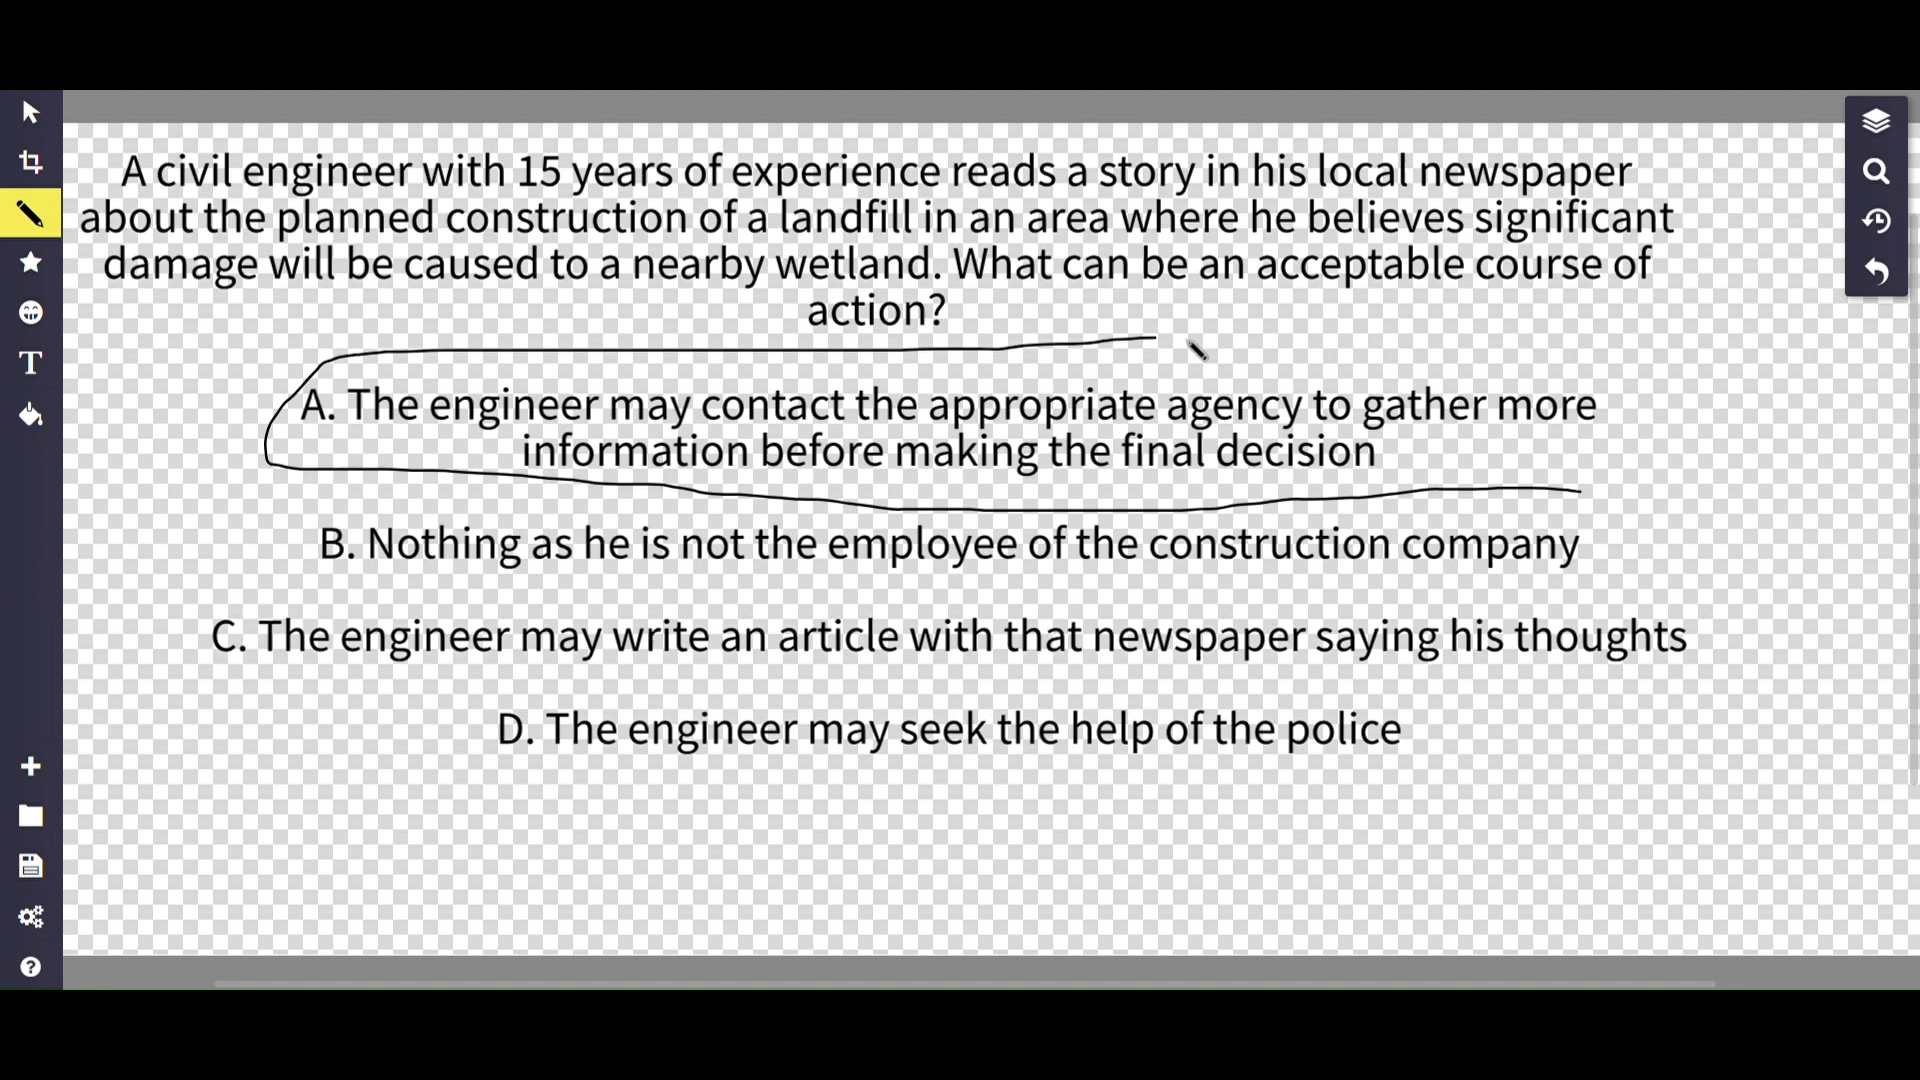 A civil engineer with 15 years of experience reads a story in his local newspaper
about the planned construction of a landfill in an area where he believes significant
damage will be caused to a nearby wetland. What can be an acceptable course of
action?
A. The engineer may contact the appropriate agency to gather more
information before making the final decision
B. Nothing as he is not the employee of the construction company
C. The engineer may write an article with that newspaper saying his thoughts
D. The engineer may seek the help of the police